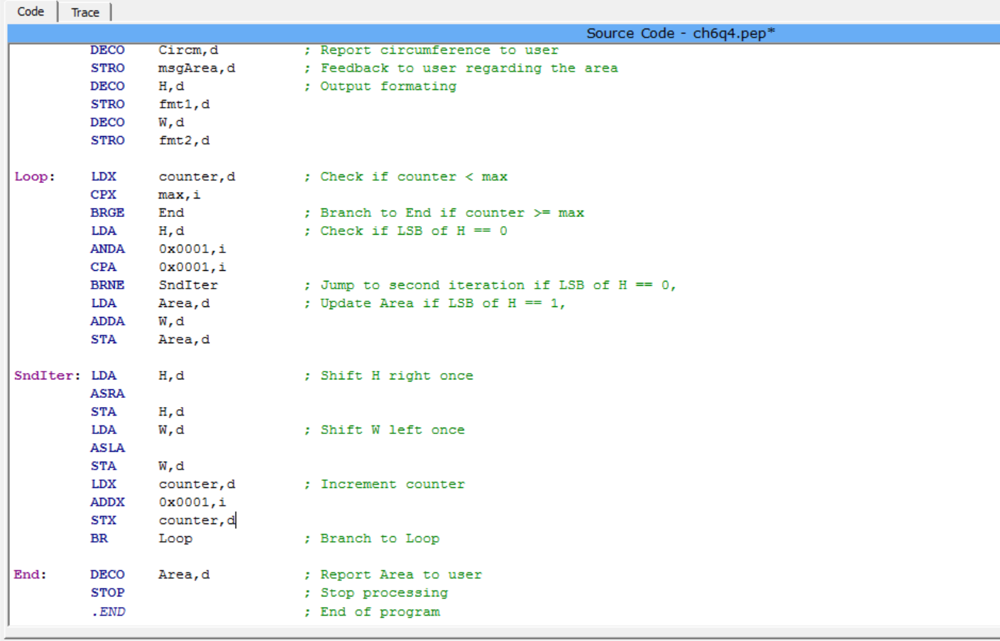 Code Trace
Source Code - ch6q4.pep*
DECO Circm,d ; Report circumference to user
STRO msgArea,d ; Feedback to user regarding the area
DECO H,d ; Output formating
STRO fmt1,d
DECO W,d
STRO fmt2,d
Loop: LDX counter,d ; Check if counter < max
CPX max,i
BRGE End ; Branch to End if counter >= max
LDA H,d ; Check if LSB of H == 0
ANDA 0x0001,i
CPA 0x0001,i
BRNE SndIter ; Jump to second iteration if LSB of H == 0,
LDA Area,d ; Update Area if LSB of H == 1,
ADDA W,d
STA Area,d
SndIter: LDA H,d ; Shift H right once
ASRA
STA H,d
LDA W,d ; Shift W left once
ASLA
STA W,d
LDX counter,d ; Increment counter
ADDX 0x0001,i
STX counter,d
BR Loop ; Branch to Loop
End: DECO Area,d ; Report Area to user
STOP ; Stop processing
.END ; End of program